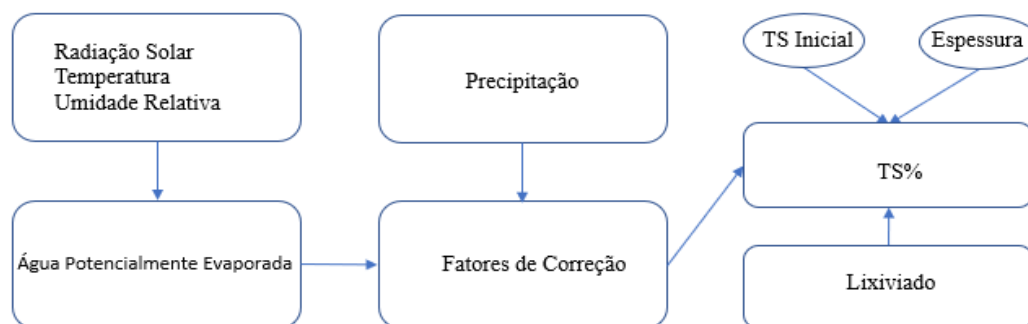 Radiação Solar
Temperatura
Umidade Relativa
Precipitação
TS Inicial
Espessura
TS%
Água Potencialmente Evaporada
Fatores de Correção
Lixiviado